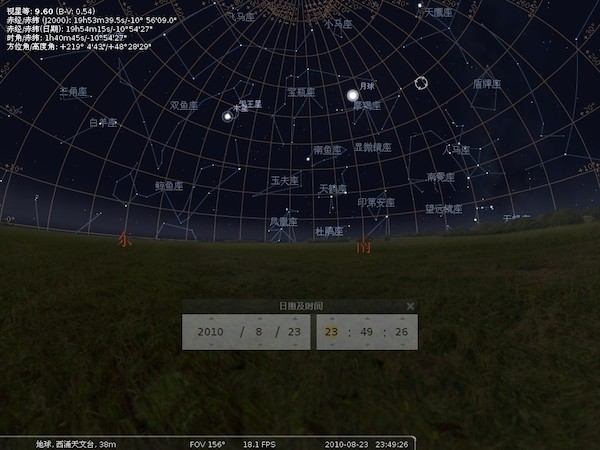 视星等: 9.60 (B-V: 0.54)
赤经/赤纬 (J2000): 19h53m39.5s/-10° 56'09.0"
赤经/赤纬(日期): 19h54m15s/-10°54'27"
时角/赤纬: 1h40m45s/-10°54'27"
方位角/高度角: +219° 4'43"/+48°28'29"
小马座
天鹰座
三角座
双鱼座
宝瓶座
月球
摩羯座
盾牌座
白羊座
木星
天王星
南鱼座
显微镜座
人马座
鲸鱼座
玉夫座
天鹤座
南冕座
印第安座
望远镜座
凤凰座
杜鹃座
东
南
日期及时间
2010 / 8 / 23 23 : 49 : 26
地球, 西涌天文台, 38m FOV 156° 18.1 FPS 2010-08-23 23:49:26